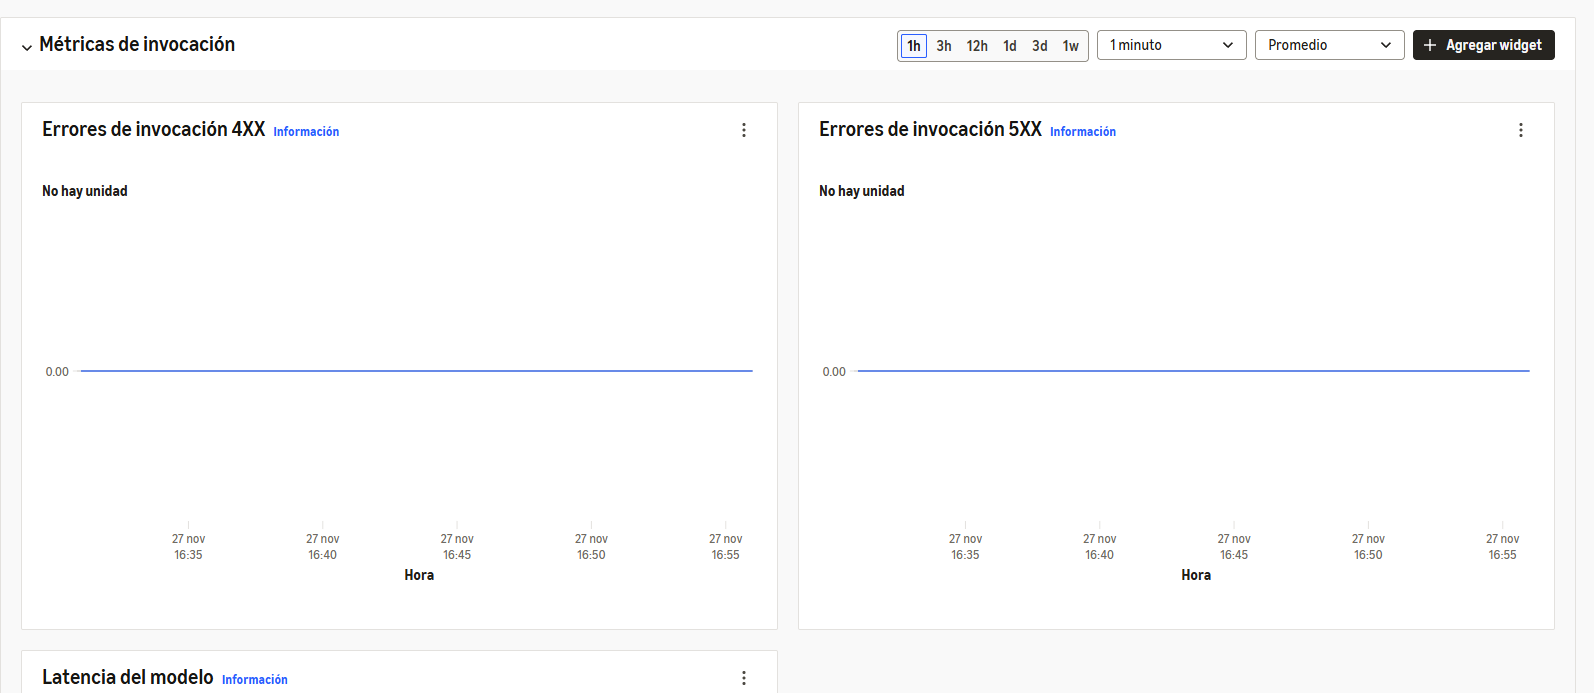 Métricas de invocación
1h 3h 12h 1d 3d 1w
1 minuto
Promedio
Agregar widget
Errores de invocación 4XX Información
No hay unidad
0.00
27 nov 27 nov 27 nov 27 nov 27 nov
16:35 16:40 16:45 16:50 16:55
Hora
Errores de invocación 5XX Información
No hay unidad
0.00
27 nov 27 nov 27 nov 27 nov 27 nov
16:35 16:40 16:45 16:50 16:55
Hora
Latencia del modelo Información